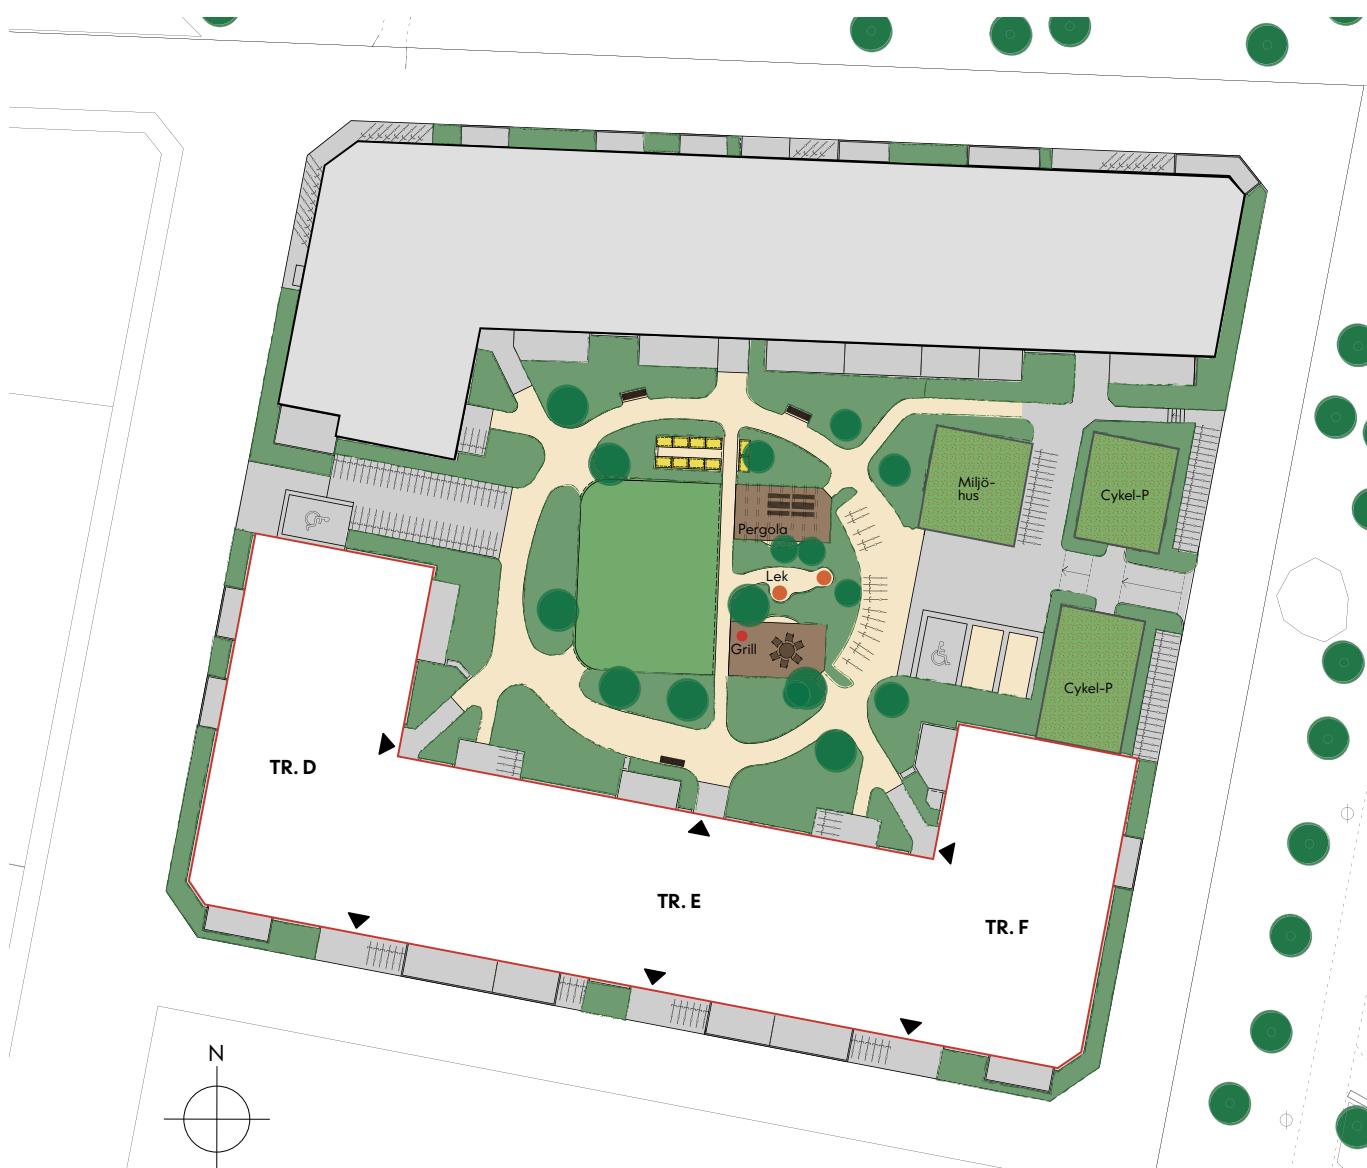 Miljö-
hus
Cykel-P
Pergola
Lek
Grill
Cykel-P
TR. D
TR. E
TR. F
N